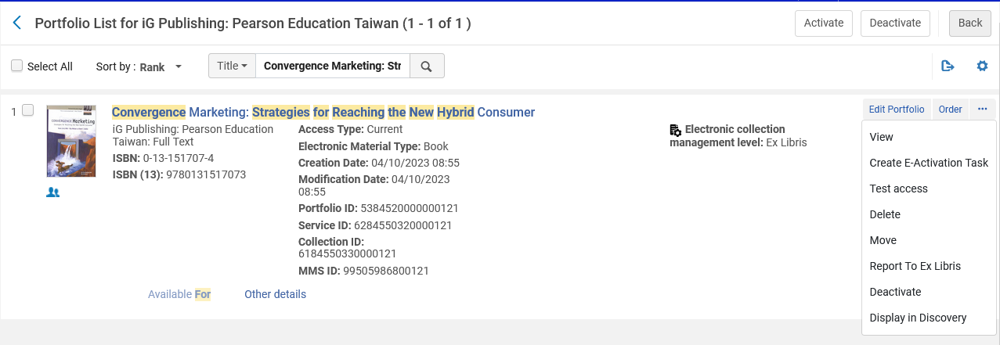 Portfolio List for iG Publishing: Pearson Education Taiwan (1 - 1 of 1 )
Activate
Deactivate
Back
Select All
Sort by : Rank
Title
Convergence Marketing: Str
1
CONVERGENCE Marketing
Convergence Marketing: Strategies for Reaching the New Hybrid Consumer
Edit Portfolio
Order
iG Publishing: Pearson Education
Taiwan: Full Text
ISBN: 0-13-151707-4
ISBN (13): 9780131517073
Access Type: Current
Electronic Material Type: Book
Creation Date: 04/10/2023 08:55
Modification Date: 04/10/2023
08:55
Portfolio ID: 5384520000000121
Service ID: 6284550320000121
Collection ID:
6184550330000121
MMS ID: 99505986800121
Electronic collection
management level: Ex Libris
View
Create E-Activation Task
Test access
Delete
Move
Report To Ex Libris
Deactivate
Display in Discovery
Available For
Other details